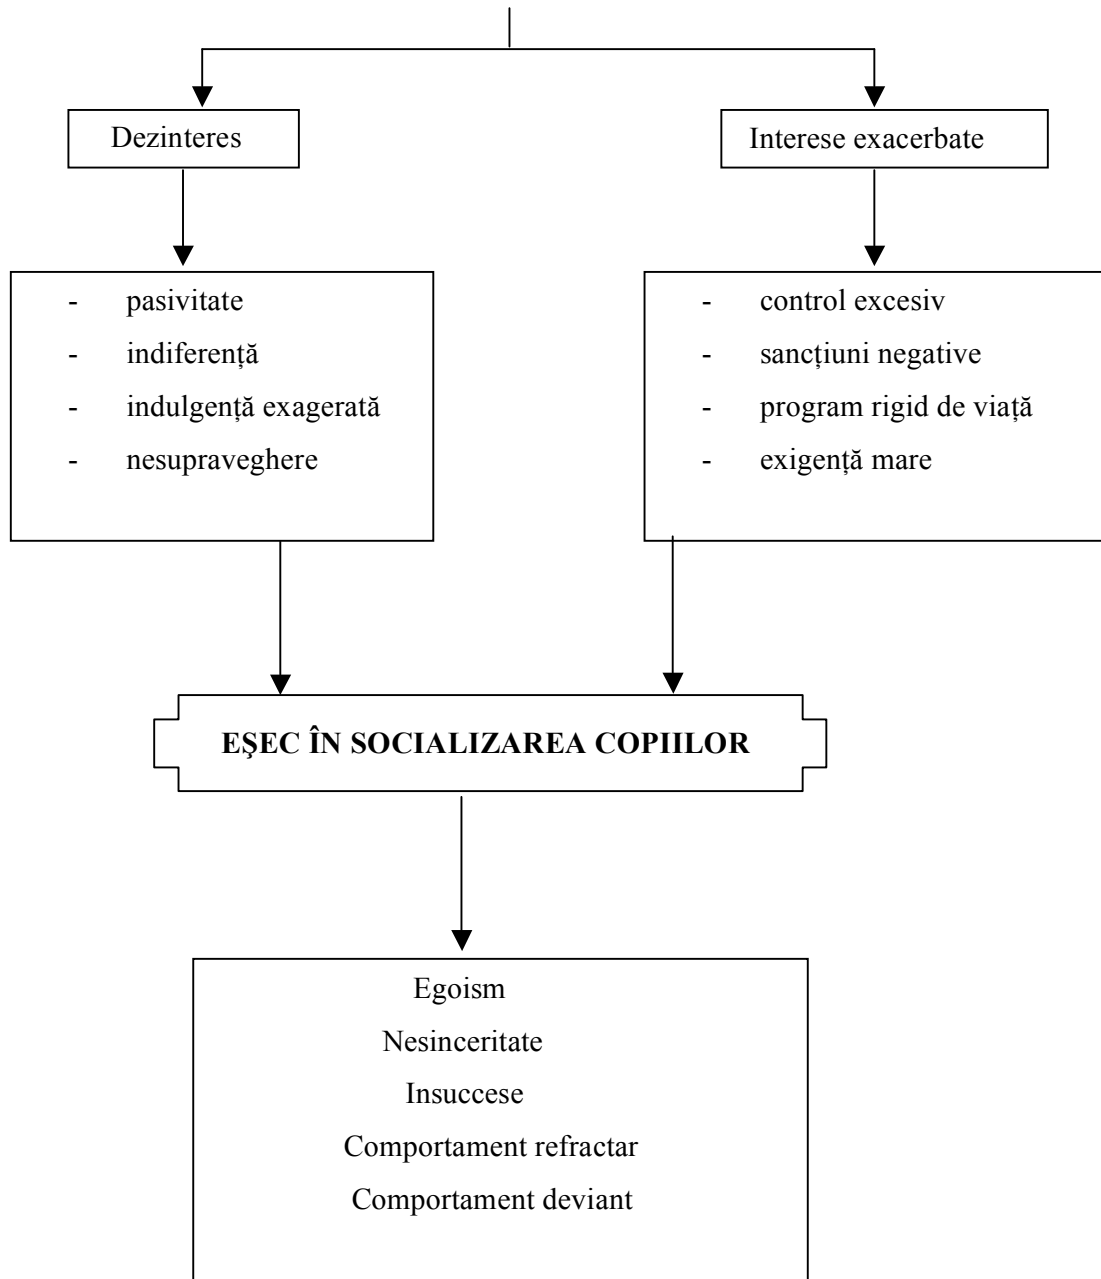 Dezinteres
Interese exacerbate
- pasivitate
- indiferență
- indulgență exagerată
- nesupraveghere
- control excesiv
- sancțiuni negative
- program rigid de viață
- exigență mare
EŞEC ÎN SOCIALIZAREA COPIILOR
Egoism
Nesinceritate
Insuccese
Comportament refractar
Comportament deviant